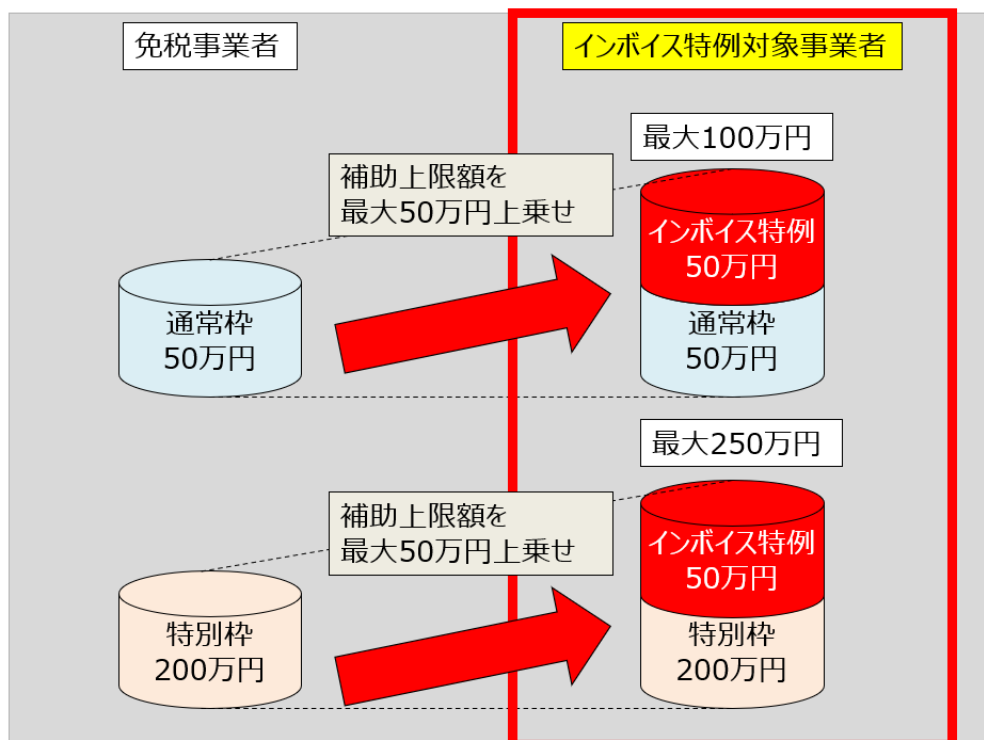 免税事業者
インボイス特例対象事業者
最大100万円
補助上限額を
最大50万円上乗せ
インボイス特例
50万円
通常枠
50万円
通常枠
50万円
最大250万円
補助上限額を
最大50万円上乗せ
インボイス特例
50万円
特別枠
200万円
特別枠
200万円